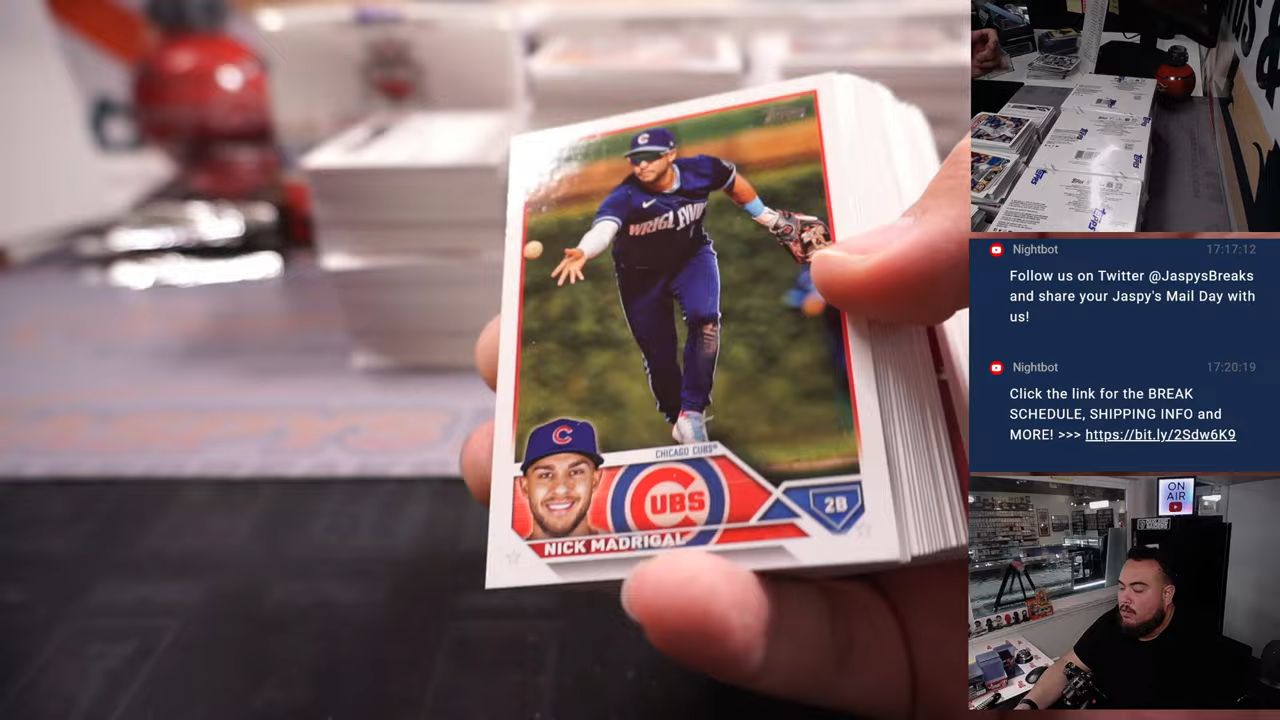 WRIGLEYVILLE
CHICAGO CUBS
CUBS
2B
NICK MADRIGAL
Nightbot 17:17:12
Follow us on Twitter @JaspysBreaks
and share your Jaspy's Mail Day with
us!
Nightbot 17:20:19
Click the link for the BREAK
SCHEDULE, SHIPPING INFO and
MORE! >>> https://bit.ly/2Sdw6K9
ON
AIR